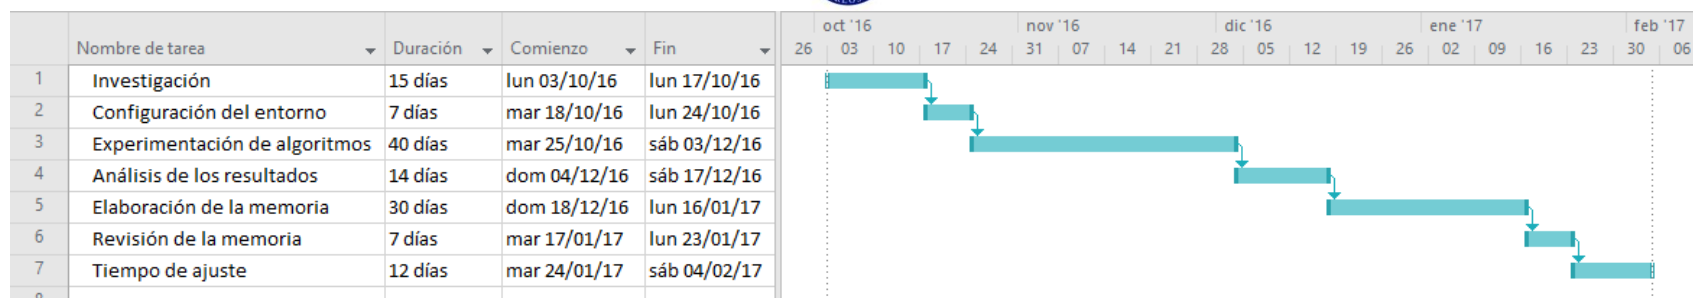 oct '16 nov '16 dic '16 ene '17 feb '17
Nombre de tarea Duración Comienzo Fin 26 03 10 17 24 31 07 14 21 28 05 12 19 26 02 09 16 23 30 06
1 Investigación 15 días lun 03/10/16 lun 17/10/16
2 Configuración del entorno 7 días mar 18/10/16 lun 24/10/16
3 Experimentación de algoritmos 40 días mar 25/10/16 sáb 03/12/16
4 Análisis de los resultados 14 días dom 04/12/16 sáb 17/12/16
5 Elaboración de la memoria 30 días dom 18/12/16 lun 16/01/17
6 Revisión de la memoria 7 días mar 17/01/17 lun 23/01/17
7 Tiempo de ajuste 12 días mar 24/01/17 sáb 04/02/17